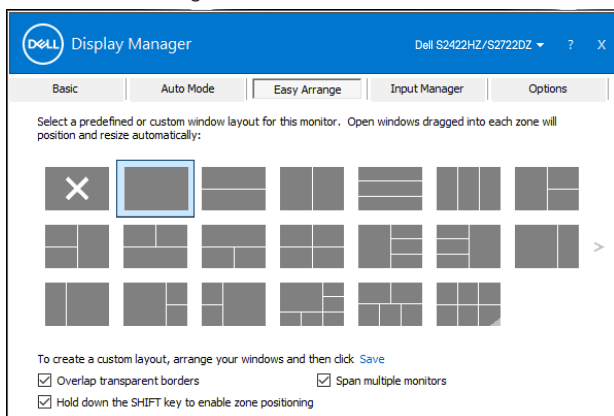 DELL Display Manager Dell S2422HZ/S2722DZ ? X
Basic Auto Mode Easy Arrange Input Manager Options
Select a predefined or custom window layout for this monitor. Open windows dragged into each zone will
position and resize automatically:
>
To create a custom layout, arrange your windows and then click Save
Overlap transparent borders Span multiple monitors
Hold down the SHIFT key to enable zone positioning